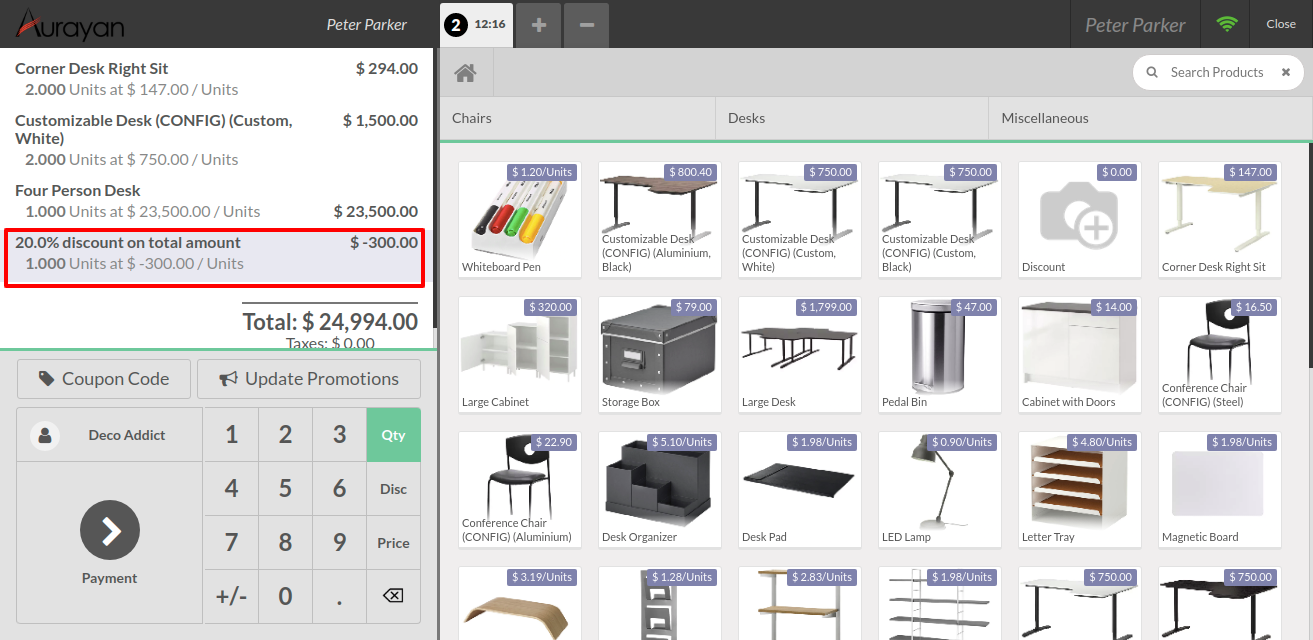 Aurayan
Peter Parker
2 12:16
Peter Parker
Close
Corner Desk Right Sit $ 294.00
2.000 Units at $ 147.00 / Units
Customizable Desk (CONFIG) (Custom, $ 1,500.00
White)
2.000 Units at $ 750.00 / Units
Four Person Desk
1.000 Units at $ 23,500.00 / Units $ 23,500.00
20.0% discount on total amount $ -300.00
1.000 Units at $ -300.00 / Units
Total: $ 24,994.00
Taxes: $ 0.00
Coupon Code
Update Promotions
Deco Addict
1 2 3 Qty
4 5 6 Disc
7 8 9 Price
+/- 0 .
Payment
Search Products
Chairs
Desks
Miscellaneous
$ 1.20/Units
Whiteboard Pen
$ 800.40
Customizable Desk
(CONFIG) (Aluminium,
Black)
$ 750.00
Customizable Desk
(CONFIG) (Custom,
White)
$ 750.00
Customizable Desk
(CONFIG) (Custom,
Black)
$ 0.00
Discount
$ 147.00
Corner Desk Right Sit
$ 320.00
Large Cabinet
$ 79.00
Storage Box
$ 1,799.00
Large Desk
$ 47.00
Pedal Bin
$ 14.00
Cabinet with Doors
$ 16.50
Conference Chair
(CONFIG) (Steel)
$ 22.90
Conference Chair
(CONFIG) (Aluminium)
$ 5.10/Units
Desk Organizer
$ 1.98/Units
Desk Pad
$ 0.90/Units
LED Lamp
$ 4.80/Units
Letter Tray
$ 1.98/Units
Magnetic Board
$ 3.19/Units
$ 1.28/Units
$ 2.83/Units
$ 1.98/Units
$ 750.00
$ 750.00